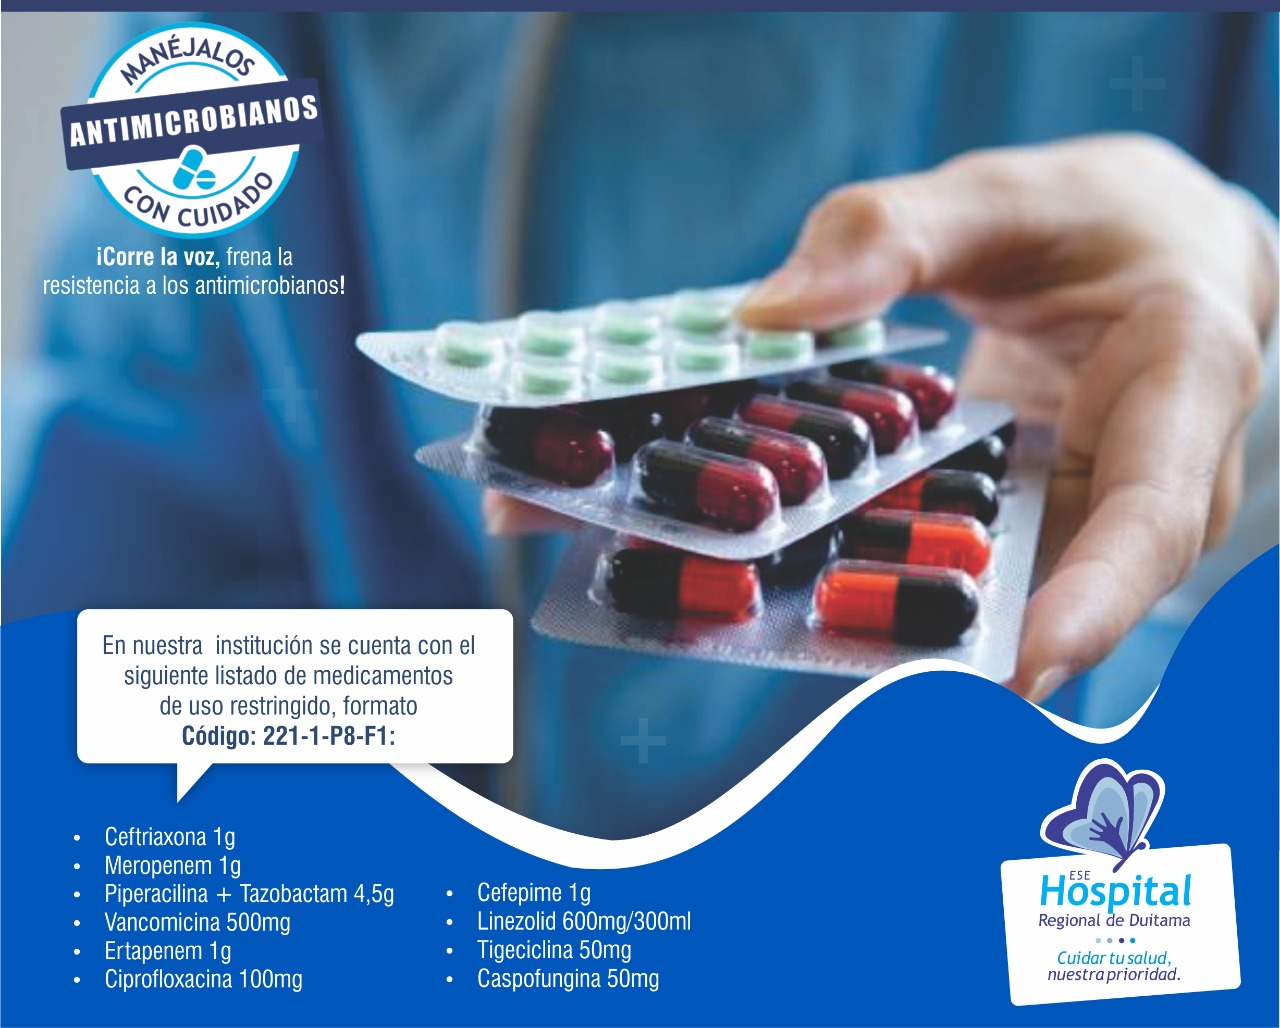 MANÉJALOS
ANTIMICROBIANOS
CON CUIDADO
¡Corre la voz, frena la
resistencia a los antimicrobianos!
En nuestra institución se cuenta con el
siguiente listado de medicamentos
de uso restringido, formato
Código: 221-1-P8-F1:
• Ceftriaxona 1g
• Meropenem 1g
• Piperacilina + Tazobactam 4,5g
• Vancomicina 500mg
• Ertapenem 1g
• Ciprofloxacina 100mg
• Cefepime 1g
• Linezolid 600mg/300ml
• Tigeciclina 50mg
• Caspofungina 50mg
ESE
Hospital
Regional de Duitama
Cuidar tu salud,
nuestra prioridad.